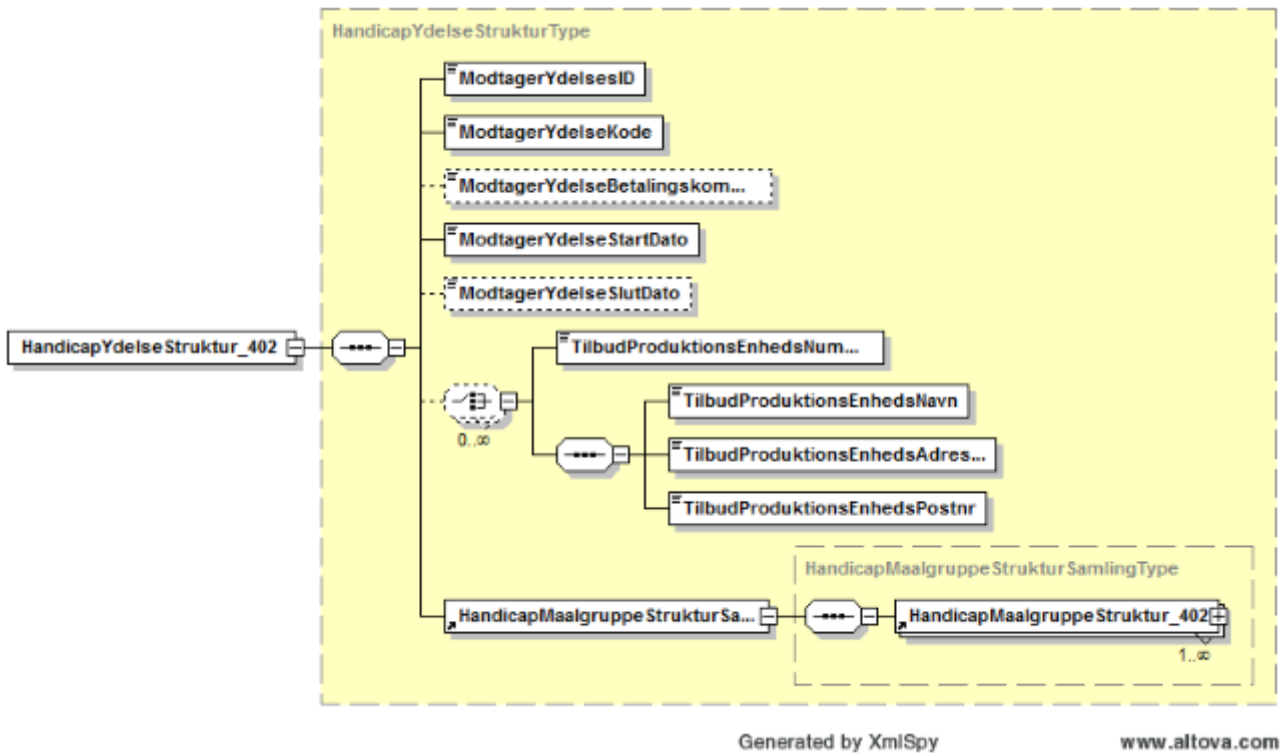 HandicapYdelseStrukturType
ModtagerYdelsesID
ModtagerYdelseKode
ModtagerYdelseBetalingskom...
ModtagerYdelseStartDato
ModtagerYdelseSlutDato
HandicapYdelseStruktur_402
TilbudProduktionsEnhedsNum...
0..∞
TilbudProduktionsEnhedsNavn
TilbudProduktionsEnhedsAdres...
TilbudProduktionsEnhedsPostnr
HandicapMaalgruppeStrukturSamlingType
HandicapMaalgruppeStrukturSa...
HandicapMaalgruppeStruktur_402
1..∞
Generated by XmlSpy www.altova.com